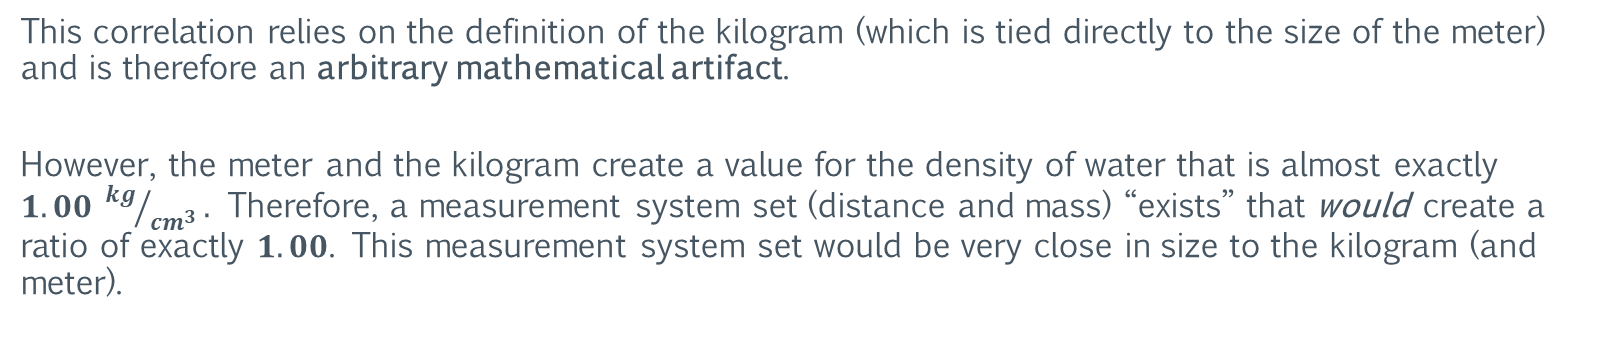 This correlation relies on the definition of the kilogram (which is tied directly to the size of the meter)
and is therefore an arbitrary mathematical artifact.
However, the meter and the kilogram create a value for the density of water that is almost exactly
1.00 kg/cm³. Therefore, a measurement system set (distance and mass) “exists” that would create a
ratio of exactly 1.00. This measurement system set would be very close in size to the kilogram (and
meter).